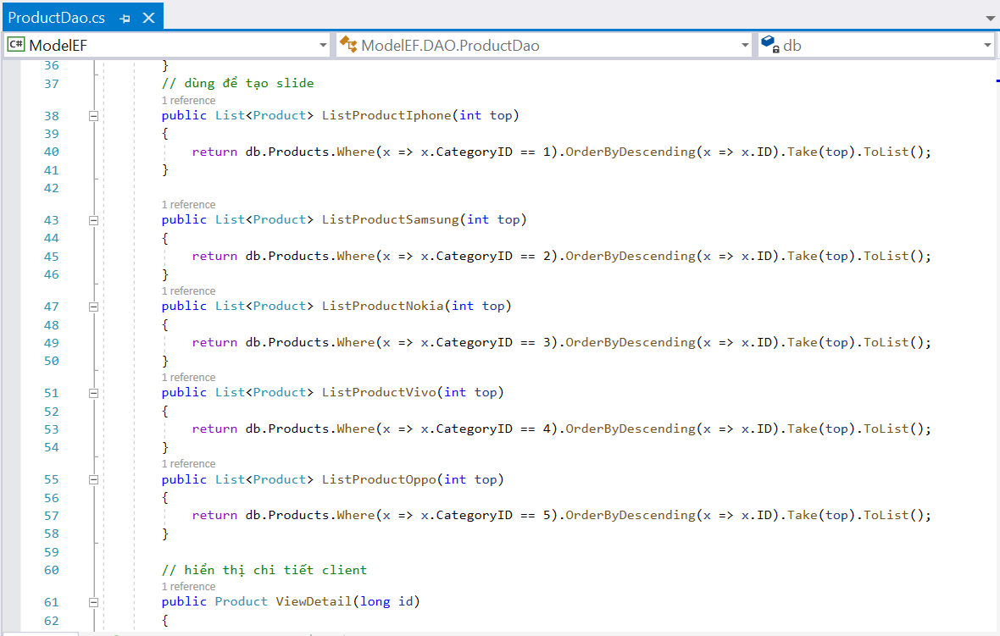 ProductDao.cs
C# ModelEF ModelEF.DAO.ProductDao db
36 }
37 // dùng để tạo slide
1 reference
38 public List<Product> ListProductIphone(int top)
39 {
40 return db.Products.Where(x => x.CategoryID == 1).OrderByDescending(x => x.ID).Take(top).ToList();
41 }
42
1 reference
43 public List<Product> ListProductSamsung(int top)
44 {
45 return db.Products.Where(x => x.CategoryID == 2).OrderByDescending(x => x.ID).Take(top).ToList();
46 }
1 reference
47 public List<Product> ListProductNokia(int top)
48 {
49 return db.Products.Where(x => x.CategoryID == 3).OrderByDescending(x => x.ID).Take(top).ToList();
50 }
1 reference
51 public List<Product> ListProductVivo(int top)
52 {
53 return db.Products.Where(x => x.CategoryID == 4).OrderByDescending(x => x.ID).Take(top).ToList();
54 }
1 reference
55 public List<Product> ListProductOppo(int top)
56 {
57 return db.Products.Where(x => x.CategoryID == 5).OrderByDescending(x => x.ID).Take(top).ToList();
58 }
59
60 // hiển thị chi tiết client
1 reference
61 public Product ViewDetail(long id)
62 {